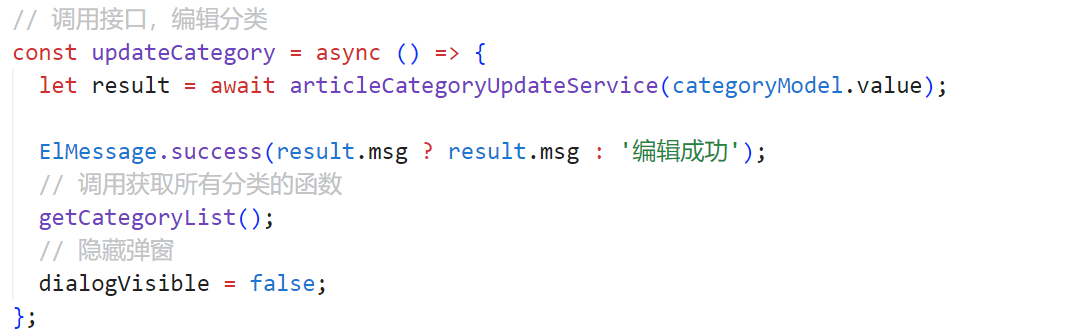 // 调用接口，编辑分类
const updateCategory = async () => {
  let result = await articleCategoryUpdateService(categoryModel.value);

  ElMessage.success(result.msg ? result.msg : '编辑成功');
  // 调用获取所有分类的函数
  getCategoryList();
  // 隐藏弹窗
  dialogVisible = false;
};